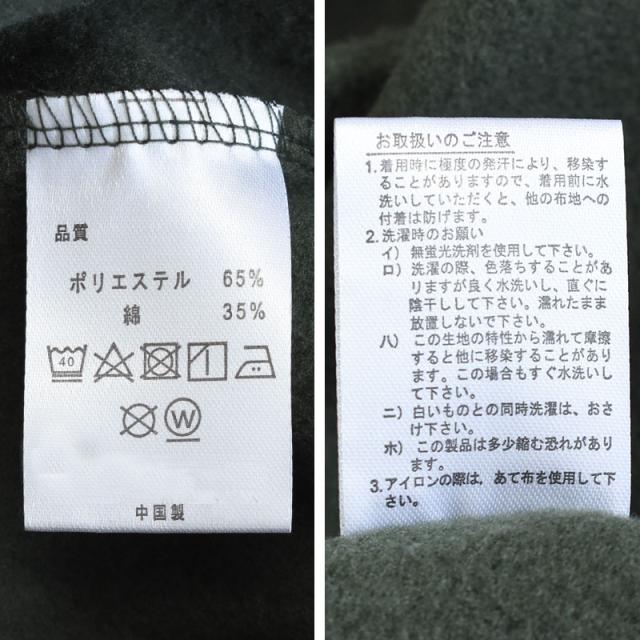 品質
ポリエステル 65%
綿 35%
40
W
中国製
お取扱いのご注意
1.着用時に極度の発汗により、移染す
ることがありますので、着用前に水
洗いしていただくと、他の布地への
付着は防げます。
2.洗濯時のお願い
イ）無蛍光洗剤を使用して下さい。
ロ）洗濯の際、色落ちすることがあ
りますが良く水洗いし、直ぐに
陰干しして下さい。濡れたまま
放置しないで下さい。
ハ）この生地の特性から濡れて摩擦
すると他に移染することがあり
ます。この場合もすぐ水洗いし
て下さい。
ニ）白いものとの同時洗濯は、おさ
け下さい。
ホ）この製品は多少縮む恐れがあり
ます。
3.アイロンの際は、あて布を使用して下
さい。